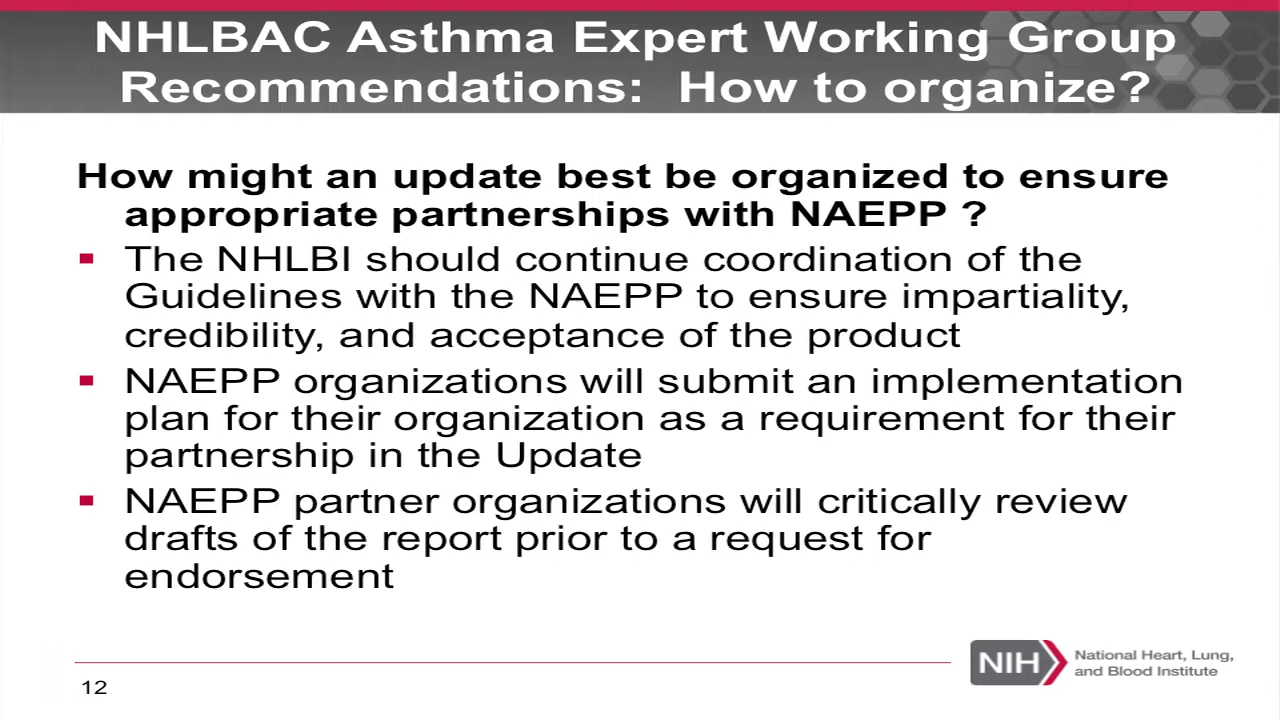 NHLBAC Asthma Expert Working Group
Recommendations: How to organize?
How might an update best be organized to ensure
appropriate partnerships with NAEPP ?
▪ The NHLBI should continue coordination of the
Guidelines with the NAEPP to ensure impartiality,
credibility, and acceptance of the product
▪ NAEPP organizations will submit an implementation
plan for their organization as a requirement for their
partnership in the Update
▪ NAEPP partner organizations will critically review
drafts of the report prior to a request for
endorsement
NIH National Heart, Lung,
and Blood Institute
12